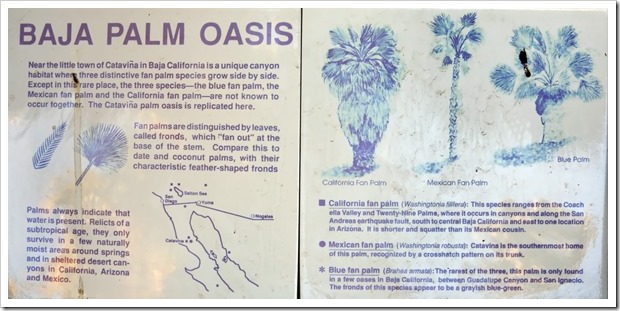 BAJA PALM OASIS
Near the little town of Cataviña in Baja California is a unique canyon
habitat where three distinctive fan palm species grow side by side.
Except in this rare place, the three species—the blue fan palm, the
Mexican fan palm and the California fan palm—are not known to
occur together. The Cataviña palm oasis is replicated here.
Fan palms are distinguished by leaves,
called fronds, which "fan out" at the
base of the stem. Compare this to
date and coconut palms, with their
characteristic feather-shaped fronds
Palms always indicate that
water is present. Relicts of a
subtropical age, they only
survive in a few naturally
moist areas around springs
and in sheltered desert can-
yons in California, Arizona
and Mexico.
Salton Sea
San
Diego
Yuma
Nogales
Catavina
California Fan Palm
Mexican Fan Palm
Blue Palm
California fan palm (Washingtonia filifera): This species ranges from the Coach
ella Valley and Twenty-Nine Palms, where it occurs in canyons and along the San
Andreas earthquake fault, south to central Baja California and east to one location
in Arizona. It is shorter and squatter than its Mexican cousin.
Mexican fan palm (Washingtonia robusta): Catavina is the southernmost home
of this palm, recognized by a crosshatch pattern on its trunk.
Blue fan palm (Brahea armata): The rarest of the three, this palm is only found
in a few oases in Baja California, between Guadalupe Canyon and San Ignacio.
The fronds of this species appear to be a grayish blue-green.